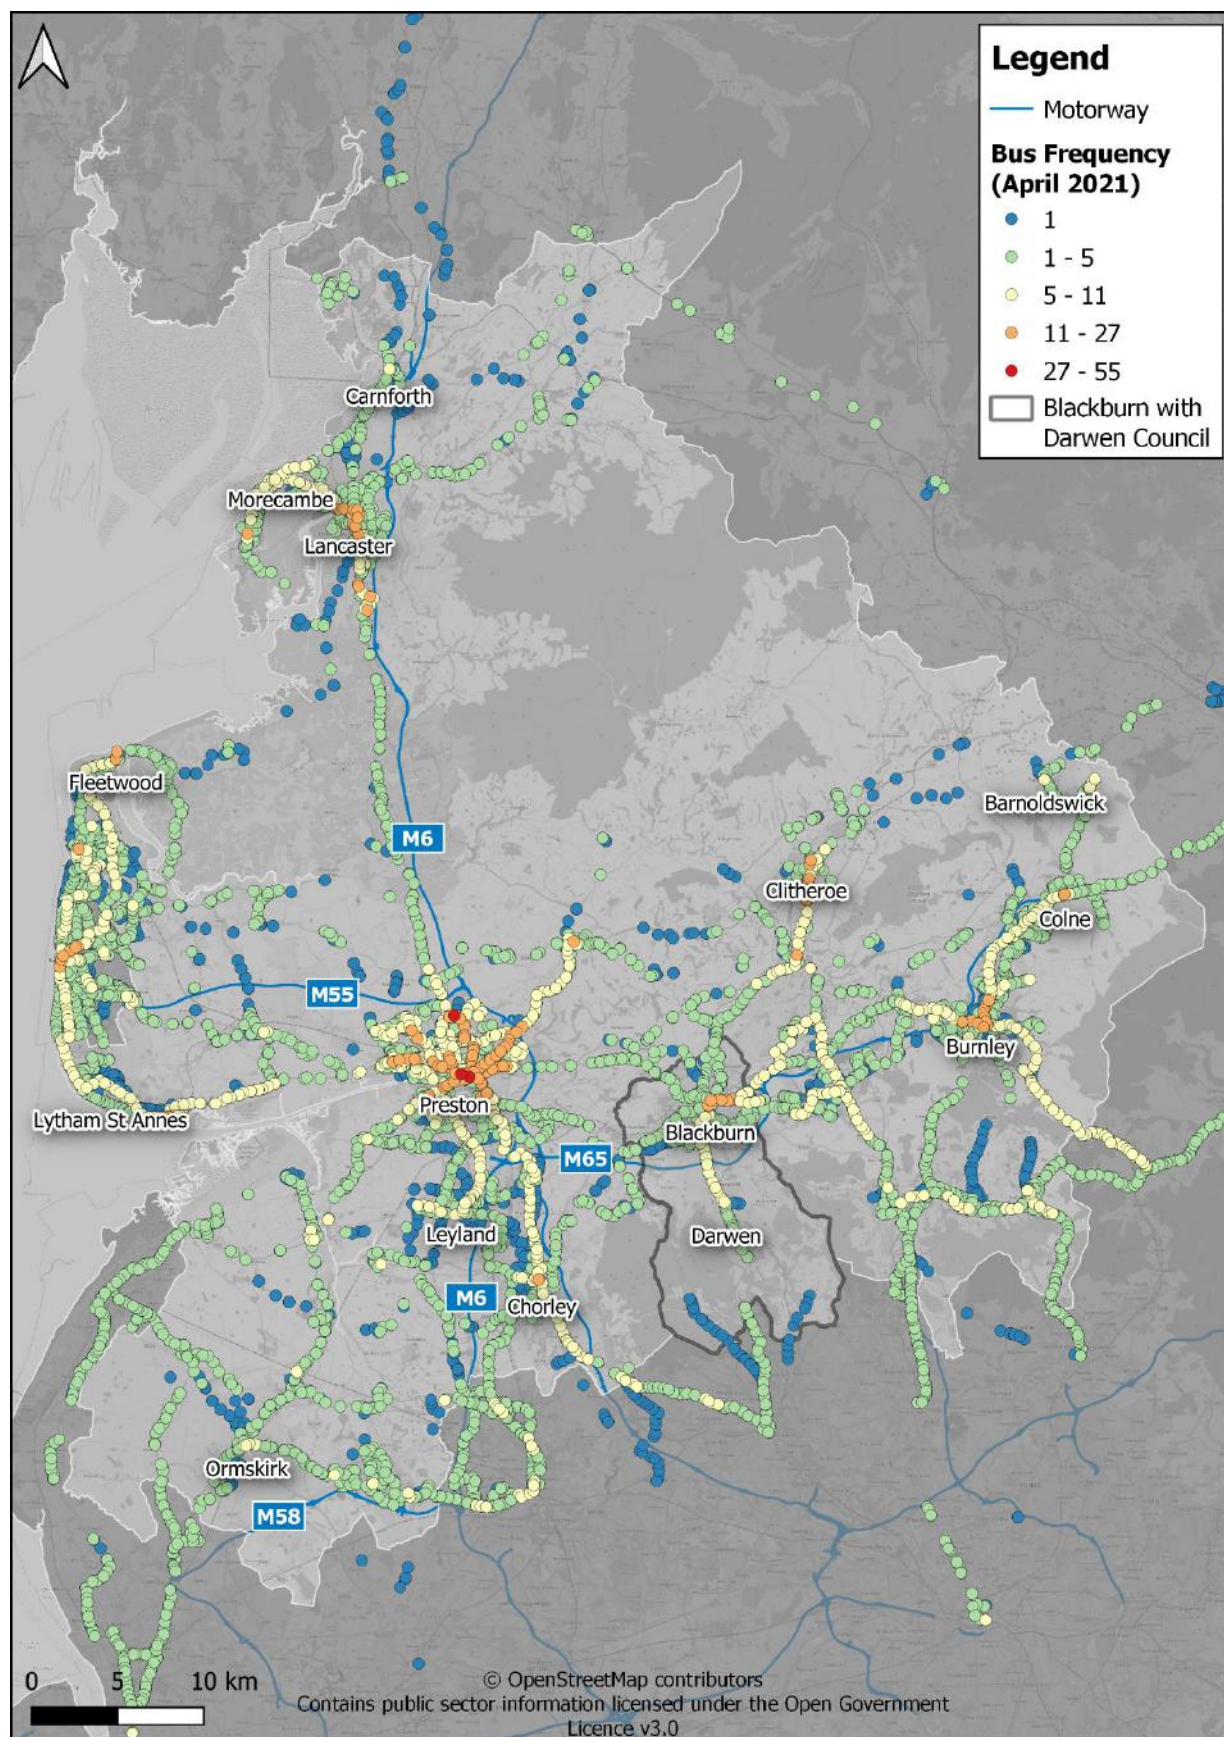 Legend
Motorway
Bus Frequency
(April 2021)
1
1 - 5
5 - 11
11 - 27
27 - 55
Blackburn with
Darwen Council
Carnforth
Morecambe
Lancaster
Fleetwood
Barnoldswick
M6
Clitheroe
Colne
M55
Burnley
Preston
Lytham St Annes
Blackburn
M65
Leyland
Darwen
M6
Chorley
Ormskirk
M58
0 5 10 km
© OpenStreetMap contributors
Contains public sector information licensed under the Open Government
Licence v3.0